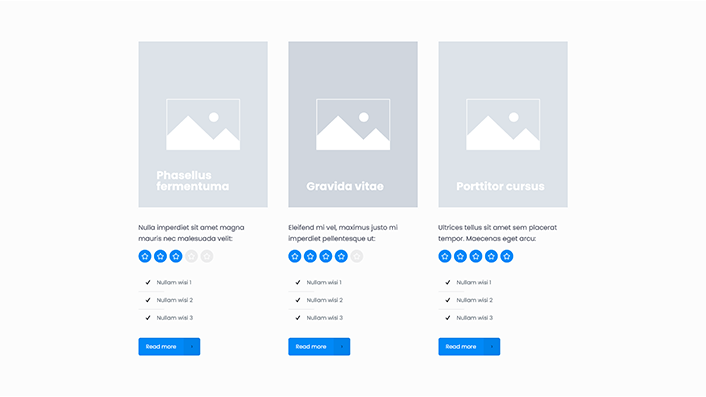 Phasellus
fermentuma
Gravida vitae
Porttitor cursus
Nulla imperdiet sit amet magna
mauris nec malesuada velit:
Eleifend mi vel, maximus justo mi
imperdiet pellentesque ut:
Ultrices tellus sit amet sem placerat
tempor. Maecenas eget arcu:
Nullam wisi 1
Nullam wisi 2
Nullam wisi 3
Nullam wisi 1
Nullam wisi 2
Nullam wisi 3
Nullam wisi 1
Nullam wisi 2
Nullam wisi 3
Read more
Read more
Read more